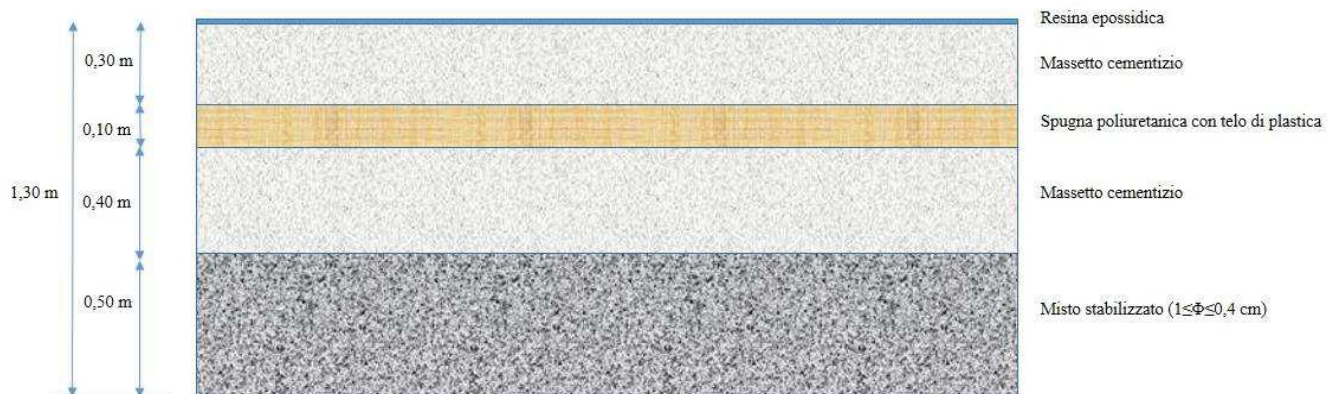 Resina epossidica
0,30 m
Massetto cementizio
0,10 m
Spugna poliuretanica con telo di plastica
1,30 m
0,40 m
Massetto cementizio
0,50 m
Misto stabilizzato (1≤Φ≤0,4 cm)